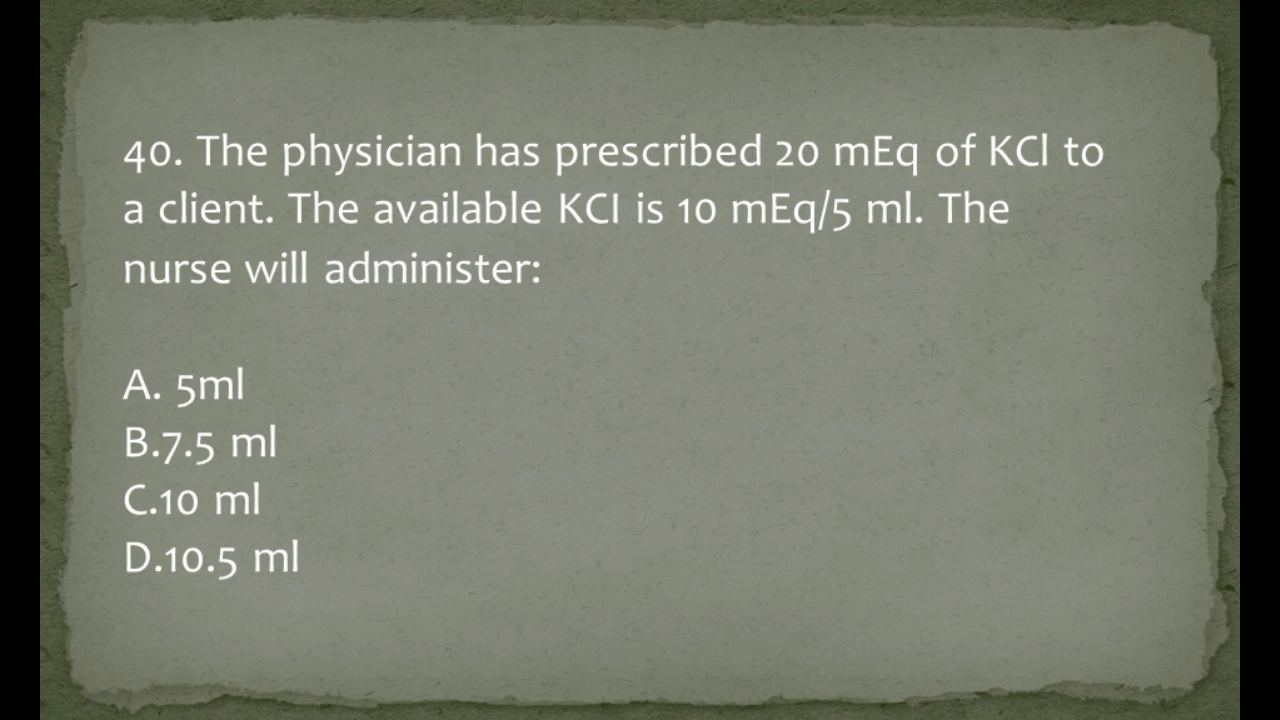 40. The physician has prescribed 20 mEq of KCl to
a client. The available KCI is 10 mEq/5 ml. The
nurse will administer:
A. 5ml
B.7.5 ml
C.10 ml
D.10.5 ml